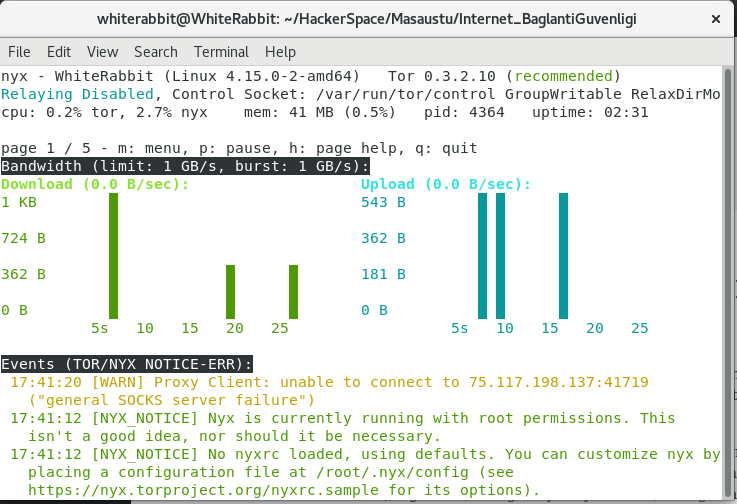 whiterabbit@WhiteRabbit: ~/HackerSpace/Masaustu/Internet_BaglantiGuvenligi ×
File Edit View Search Terminal Help
nyx - WhiteRabbit (Linux 4.15.0-2-amd64) Tor 0.3.2.10 (recommended)
Relaying Disabled, Control Socket: /var/run/tor/control GroupWritable RelaxDirMo
cpu: 0.2% tor, 2.7% nyx mem: 41 MB (0.5%) pid: 4364 uptime: 02:31
page 1 / 5 - m: menu, p: pause, h: page help, q: quit
Bandwidth (limit: 1 GB/s, burst: 1 GB/s):
Download (0.0 B/sec): Upload (0.0 B/sec):
1 KB 543 B
724 B 362 B
362 B 181 B
0 B 0 B
5s 10 15 20 25 5s 10 15 20 25
Events (TOR/NYX NOTICE-ERR):
17:41:20 [WARN] Proxy Client: unable to connect to 75.117.198.137:41719
("general SOCKS server failure")
17:41:12 [NYX_NOTICE] Nyx is currently running with root permissions. This
isn't a good idea, nor should it be necessary.
17:41:12 [NYX_NOTICE] No nyxrc loaded, using defaults. You can customize nyx by
placing a configuration file at /root/.nyx/config (see
https://nyx.torproject.org/nyxrc.sample for its options).